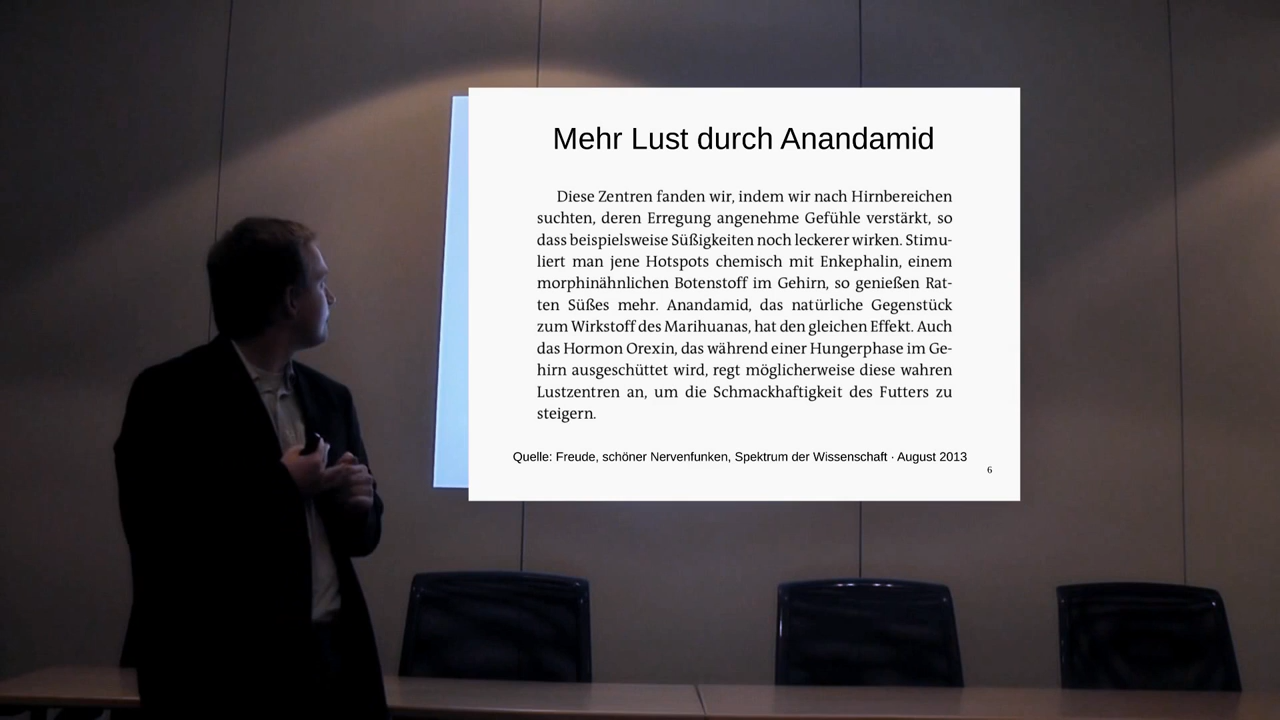 Mehr Lust durch Anandamid
Diese Zentren fanden wir, indem wir nach Hirnbereichen
suchten, deren Erregung angenehme Gefühle verstärkt, so
dass beispielsweise Süßigkeiten noch leckerer wirken. Stimu-
liert man jene Hotspots chemisch mit Enkephalin, einem
morphinähnlichen Botenstoff im Gehirn, so genießen Rat-
ten Süßes mehr. Anandamid, das natürliche Gegenstück
zum Wirkstoff des Marihuanas, hat den gleichen Effekt. Auch
das Hormon Orexin, das während einer Hungerphase im Ge-
hirn ausgeschüttet wird, regt möglicherweise diese wahren
Lustzentren an, um die Schmackhaftigkeit des Futters zu
steigern.
Quelle: Freude, schöner Nervenfunken, Spektrum der Wissenschaft · August 2013
6